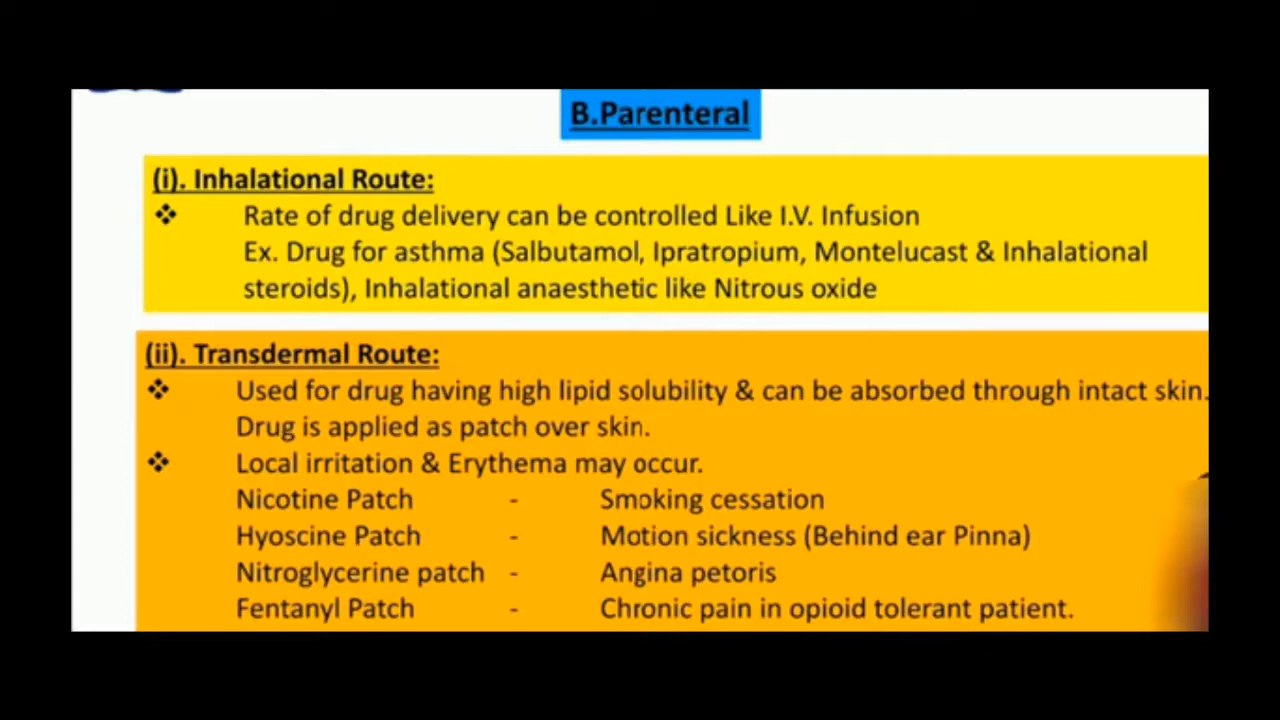 B.Parenteral
(i). Inhalational Route:
❖ Rate of drug delivery can be controlled Like I.V. Infusion
Ex. Drug for asthma (Salbutamol, Ipratropium, Montelucast & Inhalational
steroids), Inhalational anaesthetic like Nitrous oxide
(ii). Transdermal Route:
❖ Used for drug having high lipid solubility & can be absorbed through intact skin.
Drug is applied as patch over skin.
❖ Local irritation & Erythema may occur.
Nicotine Patch - Smoking cessation
Hyoscine Patch - Motion sickness (Behind ear Pinna)
Nitroglycerine patch - Angina petoris
Fentanyl Patch - Chronic pain in opioid tolerant patient.